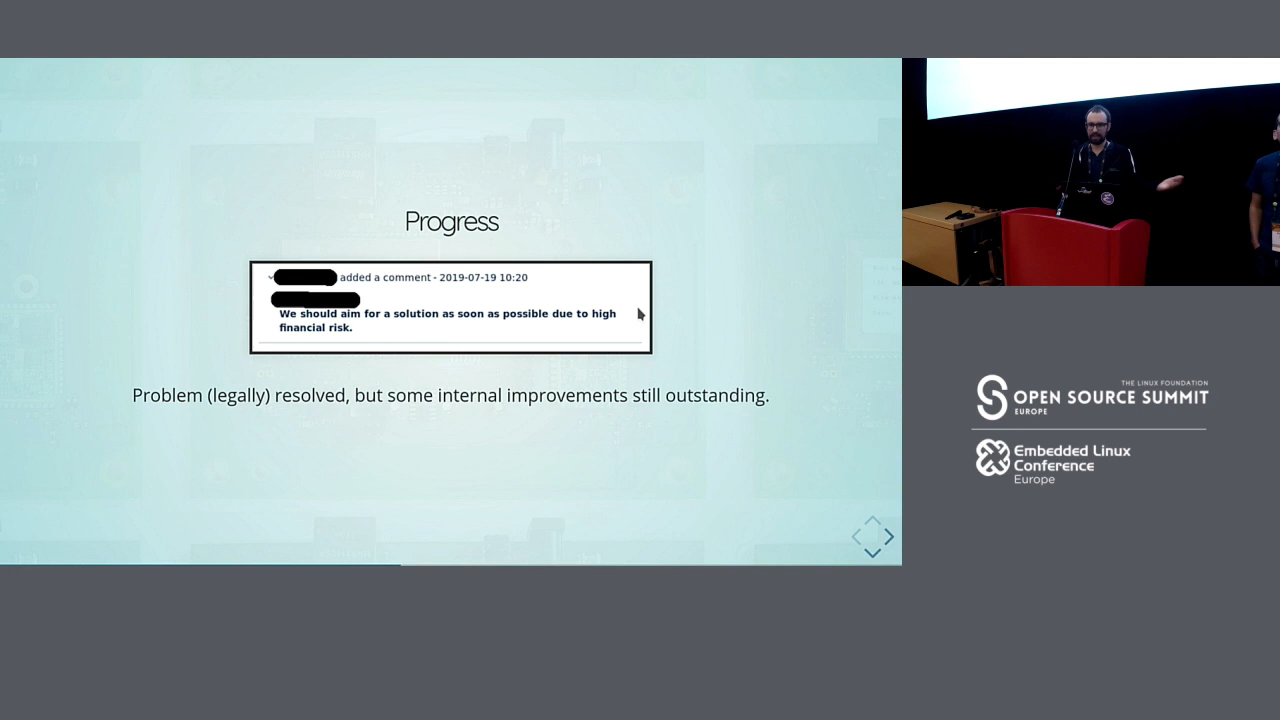 Progress
added a comment - 2019-07-19 10:20
We should aim for a solution as soon as possible due to high
financial risk.
Problem (legally) resolved, but some internal improvements still outstanding.
THE LINUX FOUNDATION
OPEN SOURCE SUMMIT
EUROPE
Embedded Linux
Conference
Europe